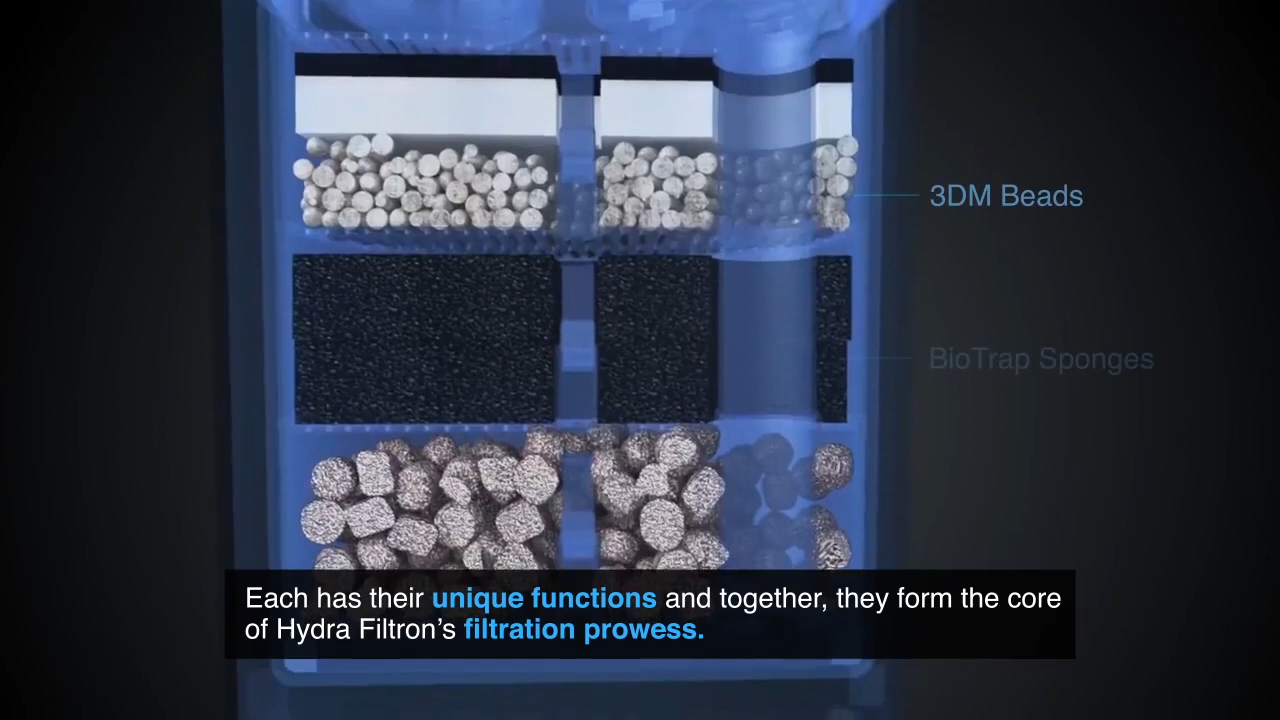 3DM Beads
BioTrap Sponges
Each has their unique functions and together, they form the core
of Hydra Filtron’s filtration prowess.